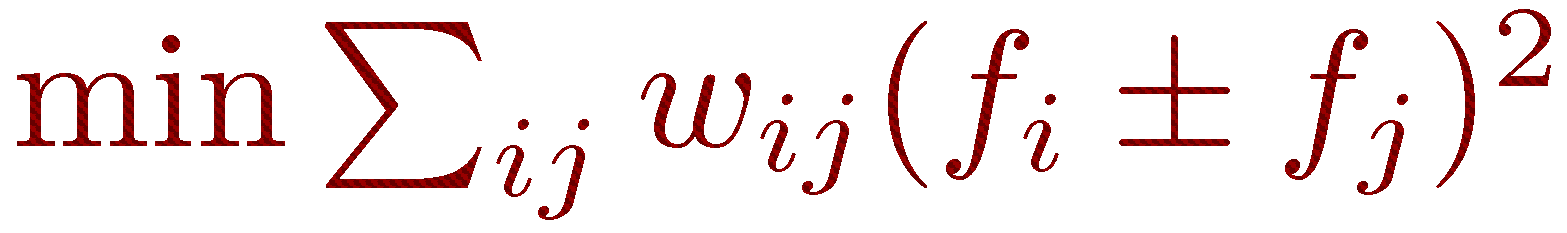 min ∑_{ij} w_{ij}(f_i ± f_j)^2